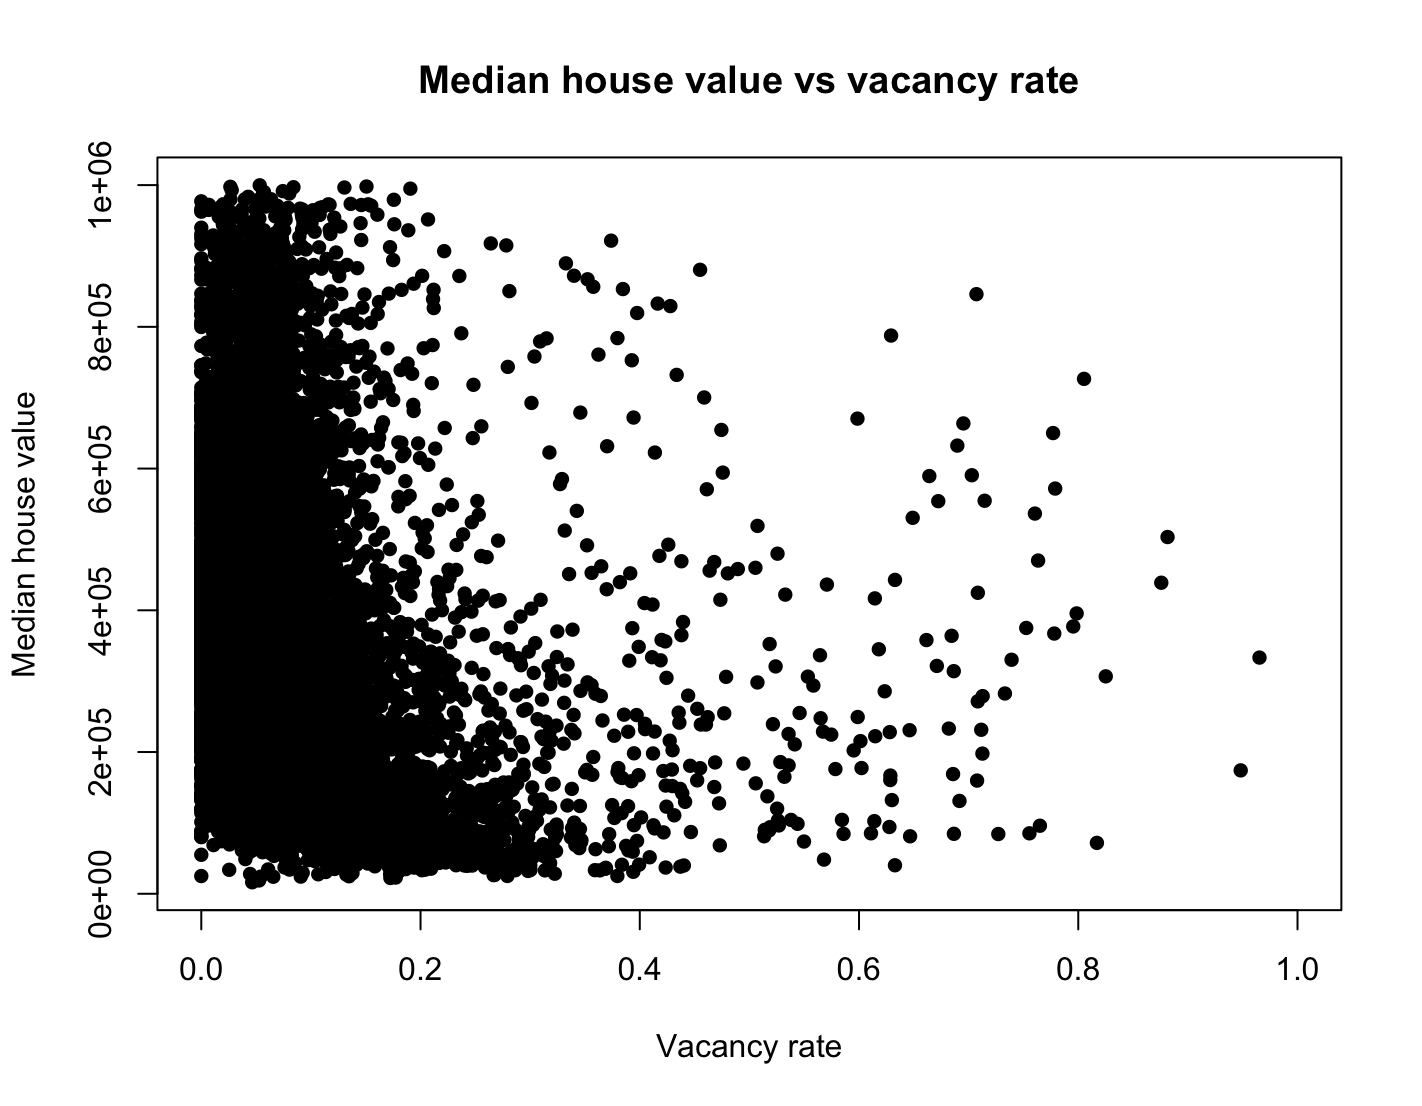 Median house value vs vacancy rate
1e+06
8e+05
6e+05
4e+05
2e+05
0e+00
Median house value
0.0 0.2 0.4 0.6 0.8 1.0
Vacancy rate